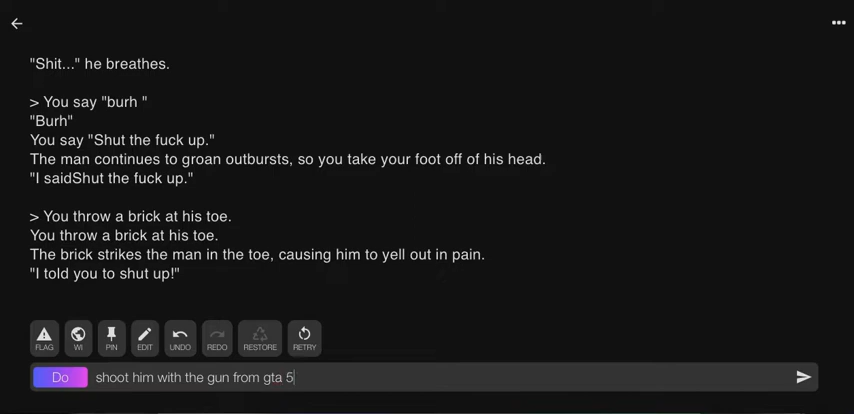 "Shit..." he breathes.
> You say "burh "
"Burh"
You say "Shut the fuck up."
The man continues to groan outbursts, so you take your foot off of his head.
"I saidShut the fuck up."
> You throw a brick at his toe.
You throw a brick at his toe.
The brick strikes the man in the toe, causing him to yell out in pain.
"I told you to shut up!"
FLAG WI PIN EDIT UNDO REDO RESTORE RETRY
Do shoot him with the gun from gta 5